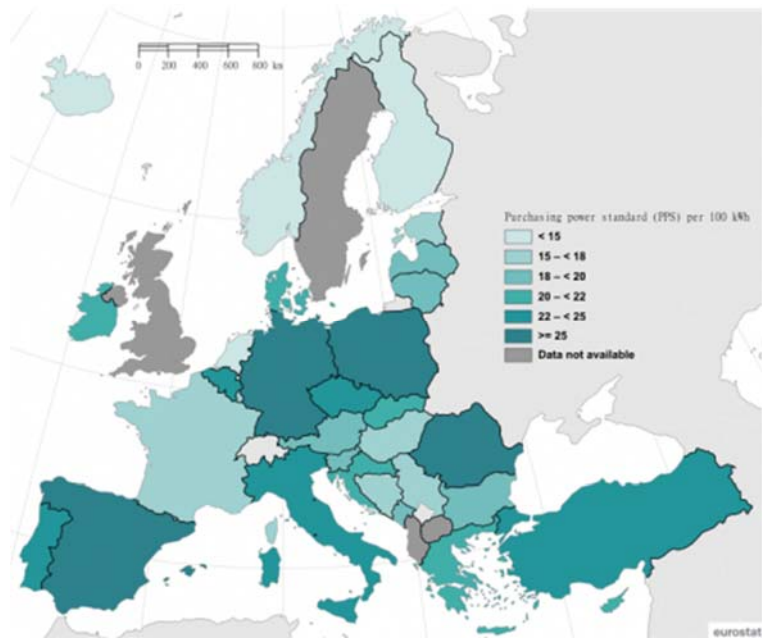 0 200 400 600 800 km
Purchasing power standard (PPS) per 100 kWh
< 15
15 – < 18
18 – < 20
20 – < 22
22 – < 25
>= 25
Data not available
eurostat